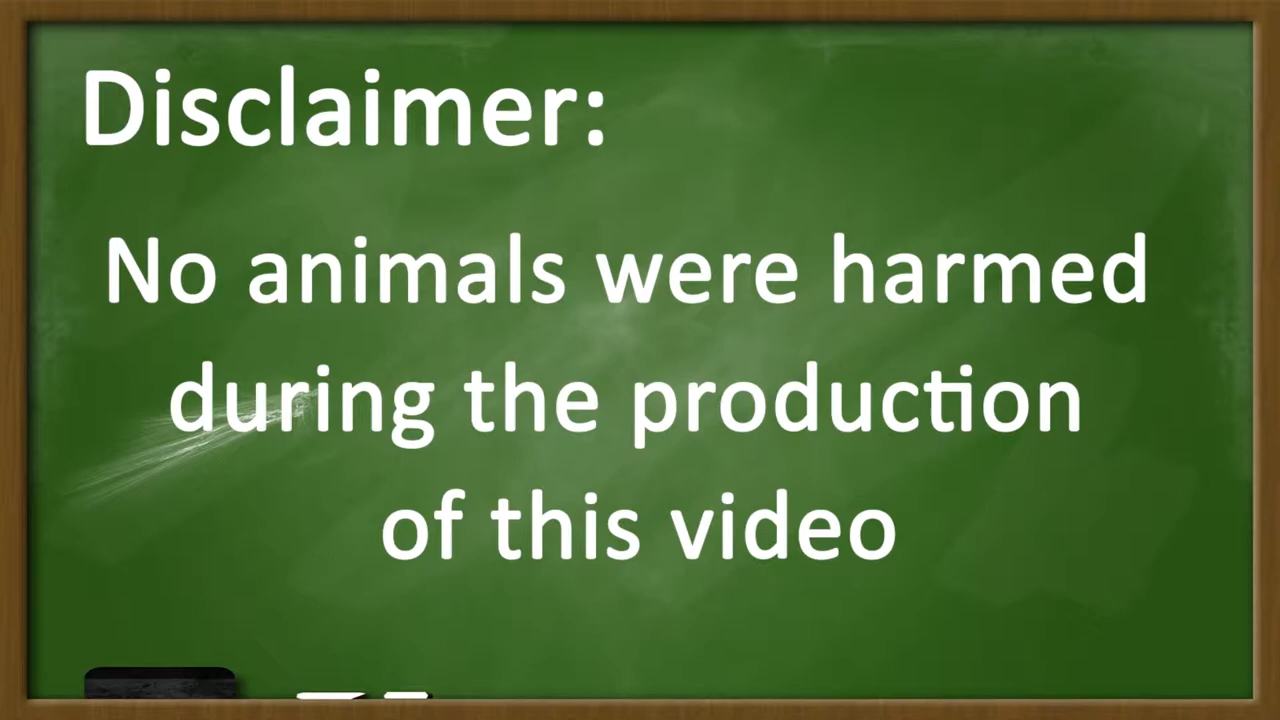 Disclaimer:
No animals were harmed
during the production
of this video